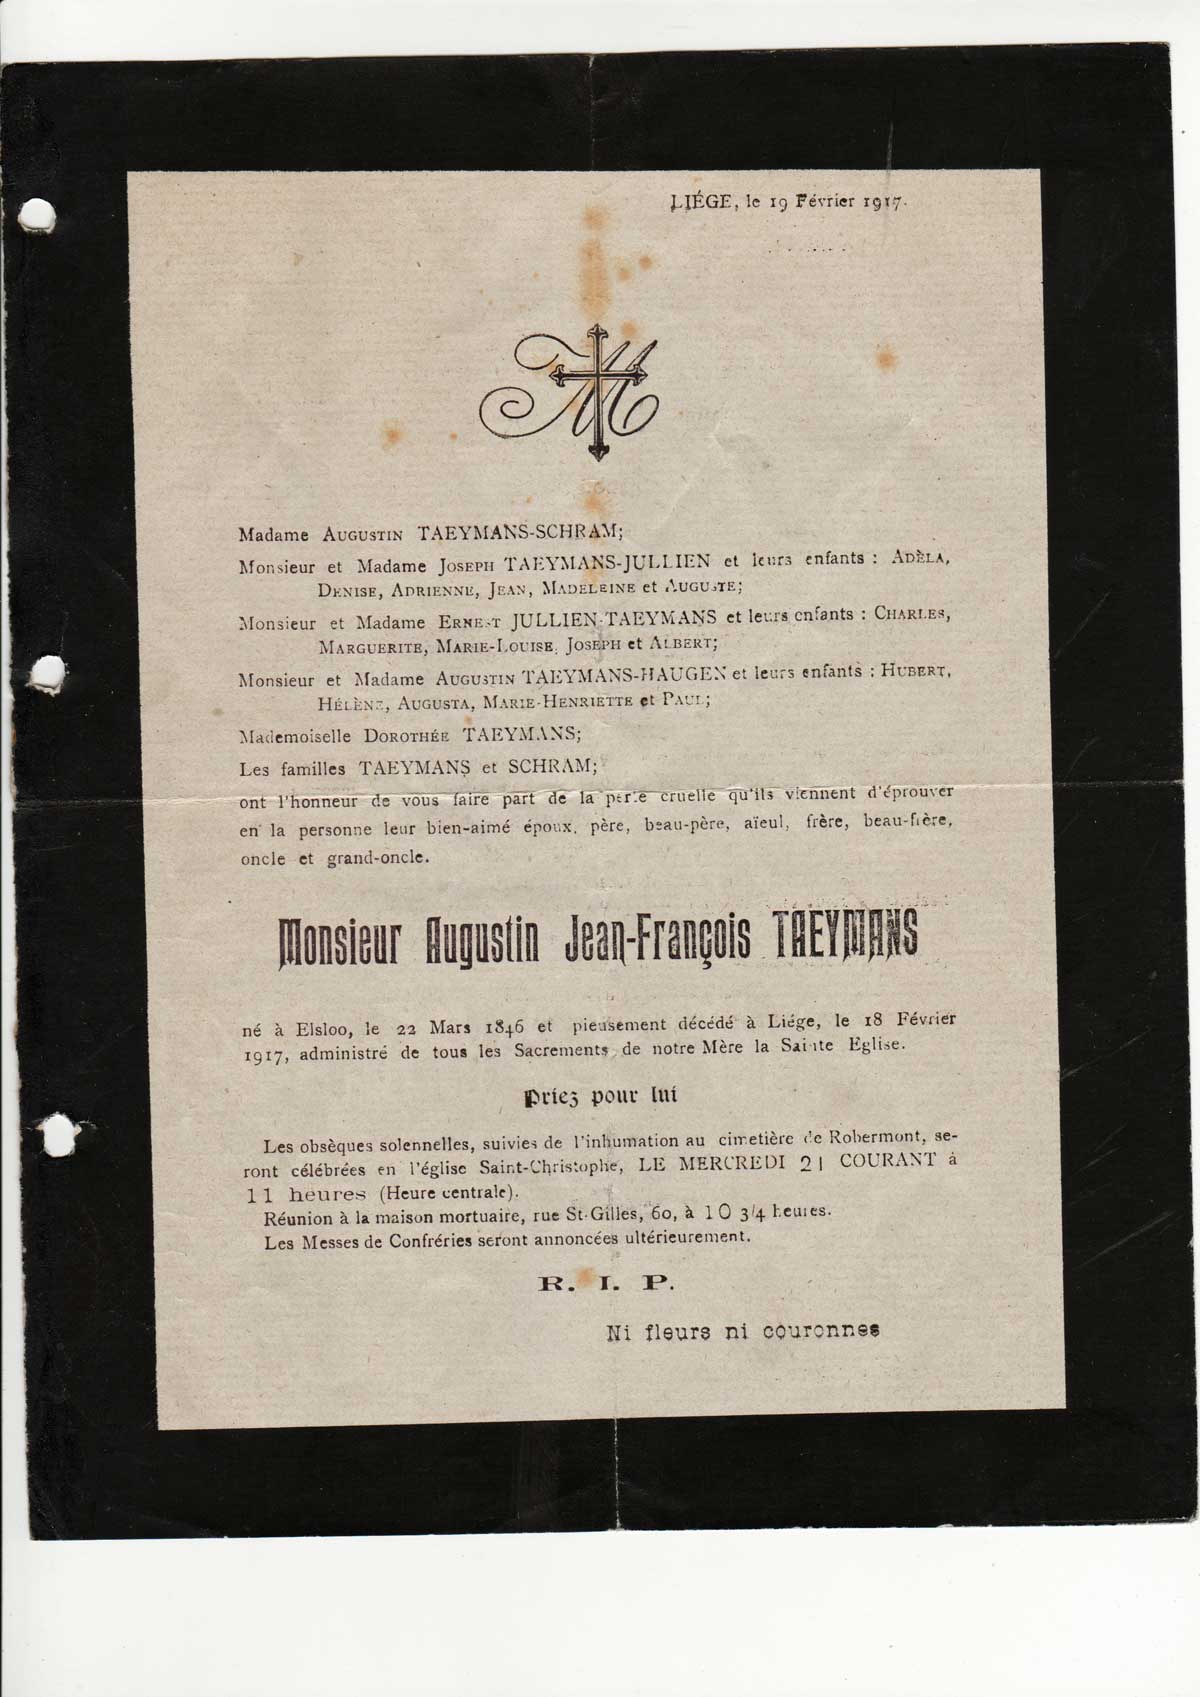 LIÉGE, le 19 Février 1917.
M
Madame AUGUSTIN TAEYMANS-SCHRAM;
Monsieur et Madame JOSEPH TAEYMANS-JULLIEN et leurs enfants : ADÈLA,
DENISE, ADRIENNE, JEAN, MADELEINE et AUGUSTE;
Monsieur et Madame ERNEST JULLIEN-TAEYMANS et leurs enfants : CHARLES,
MARGUERITE, MARIE-LOUISE, JOSEPH et ALBERT;
Monsieur et Madame AUGUSTIN TAEYMANS-HAUGEN et leurs enfants : HUBERT,
HÉLÈNE, AUGUSTA, MARIE-HENRIETTE et PAUL;
Mademoiselle DOROTHÉE TAEYMANS;
Les familles TAEYMANS et SCHRAM;
ont l'honneur de vous faire part de la perte cruelle qu'ils viennent d'éprouver
en la personne leur bien-aimé époux, père, beau-père, aïeul, frère, beau-frère,
oncle et grand-oncle.
Monsieur Augustin Jean-François TAEYMANS
né à Elsloo, le 22 Mars 1846 et pieusement décédé à Liége, le 18 Février
1917, administré de tous les Sacrements de notre Mère la Sainte Eglise.
Priez pour lui
Les obsèques solennelles, suivies de l'inhumation au cimetière de Robermont, se-
ront célébrées en l'église Saint-Christophe, LE MERCREDI 21 COURANT à
11 heures (Heure centrale).
Réunion à la maison mortuaire, rue St-Gilles, 60, à 10 3/4 heures.
Les Messes de Confréries seront annoncées ultérieurement.
R. I. P.
Ni fleurs ni couronnes